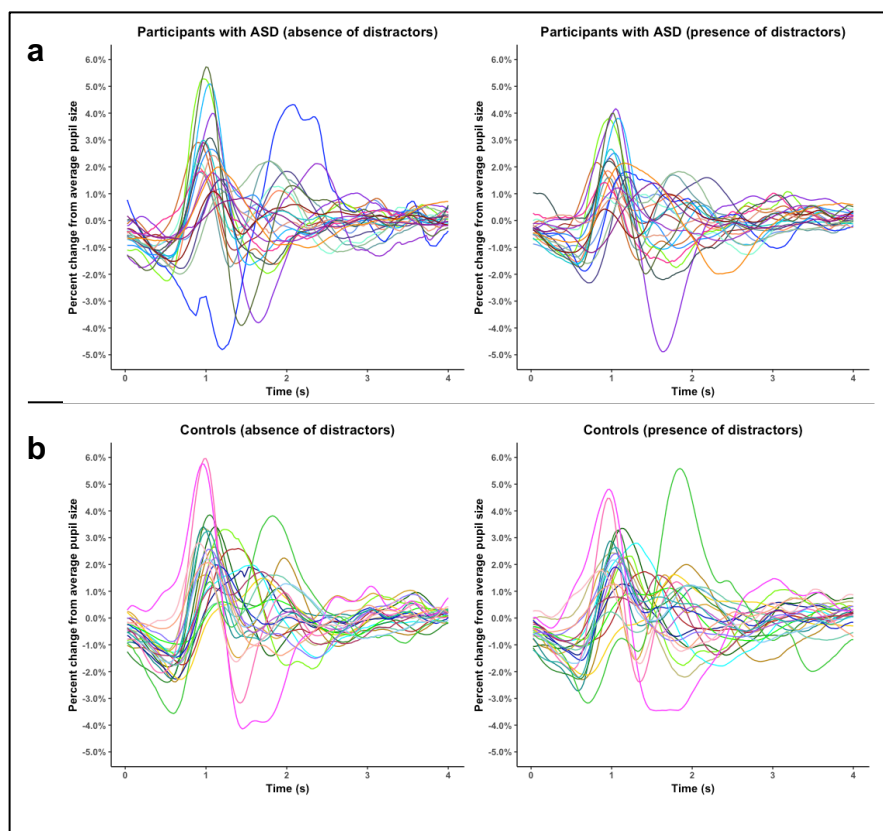 a
Participants with ASD (absence of distractors)
Percent change from average pupil size
6.0%
5.0%
4.0%
3.0%
2.0%
1.0%
0.0%
-1.0%
-2.0%
-3.0%
-4.0%
-5.0%
0 1 2 3 4
Time (s)
Participants with ASD (presence of distractors)
Percent change from average pupil size
6.0%
5.0%
4.0%
3.0%
2.0%
1.0%
0.0%
-1.0%
-2.0%
-3.0%
-4.0%
-5.0%
0 1 2 3 4
Time (s)
b
Controls (absence of distractors)
Percent change from average pupil size
6.0%
5.0%
4.0%
3.0%
2.0%
1.0%
0.0%
-1.0%
-2.0%
-3.0%
-4.0%
-5.0%
0 1 2 3 4
Time (s)
Controls (presence of distractors)
Percent change from average pupil size
6.0%
5.0%
4.0%
3.0%
2.0%
1.0%
0.0%
-1.0%
-2.0%
-3.0%
-4.0%
-5.0%
0 1 2 3 4
Time (s)